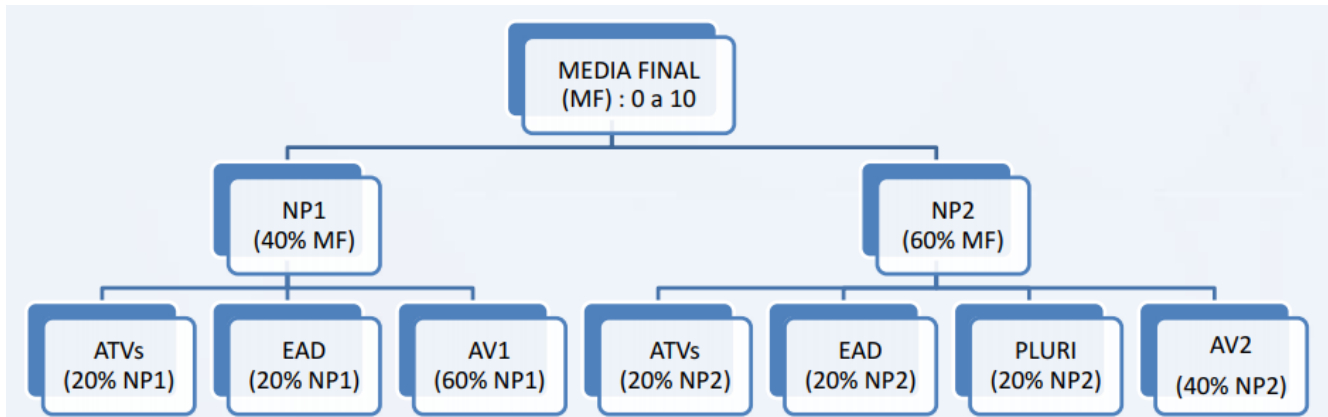 MEDIA FINAL
(MF) : 0 a 10
NP1
(40% MF)
NP2
(60% MF)
ATVs
(20% NP1)
EAD
(20% NP1)
AV1
(60% NP1)
ATVs
(20% NP2)
EAD
(20% NP2)
PLURI
(20% NP2)
AV2
(40% NP2)